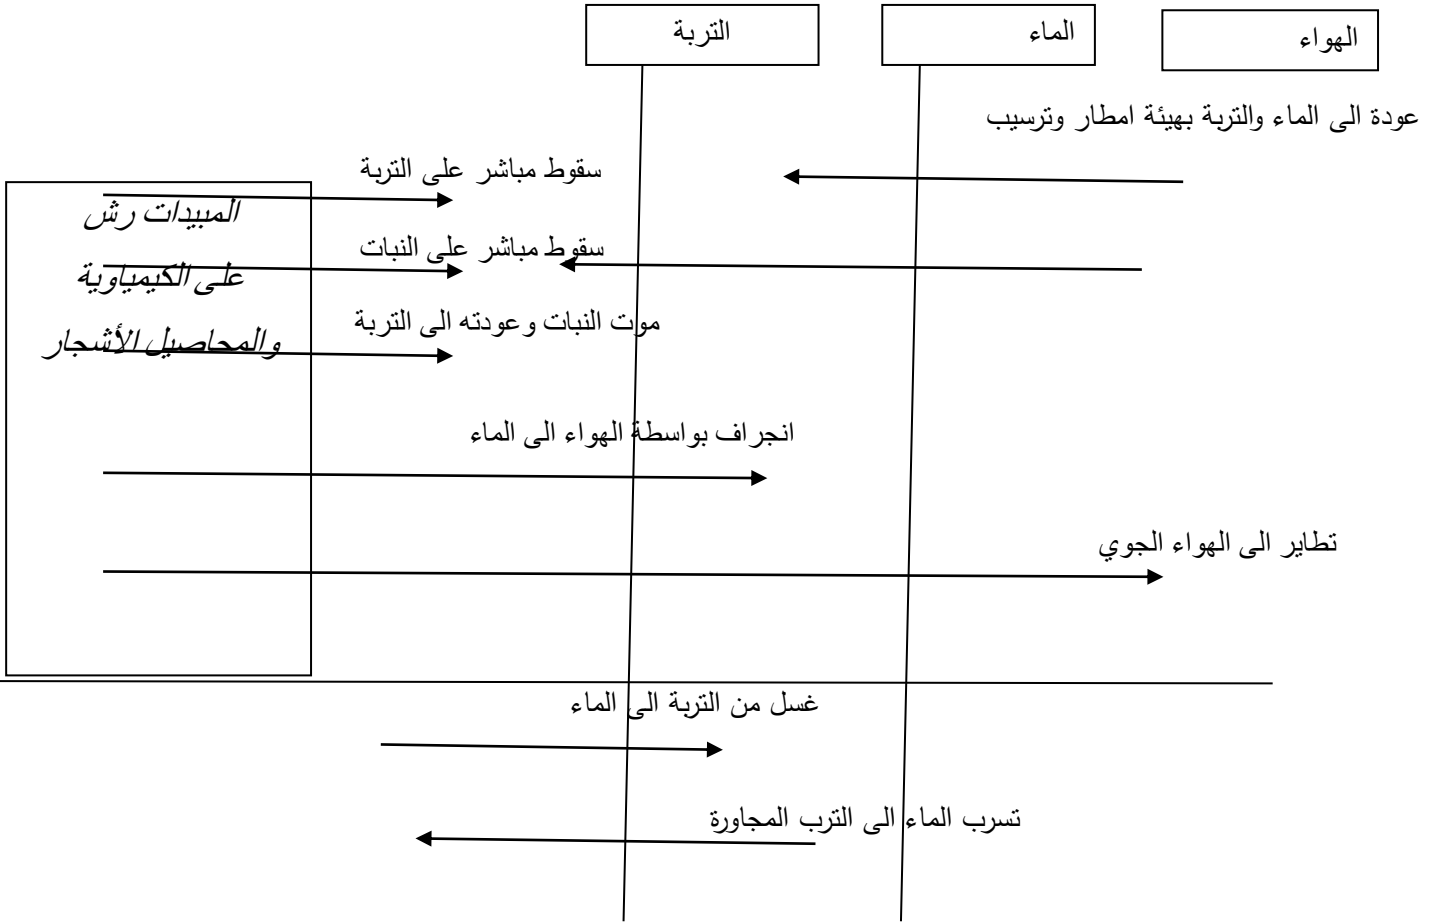 الهواء
الماء
التربة
عودة الى الماء والتربة بهيئة امطار وترسيب
سقوط مباشر على التربة
المبيدات رش
سقوط مباشر على النبات
على الكيمياوية
موت النبات وعودته الى التربة
والمحاصيل الأشجار
انجراف بواسطة الهواء الى الماء
تطاير الى الهواء الجوي
غسل من التربة الى الماء
تسرب الماء الى الترب المجاورة